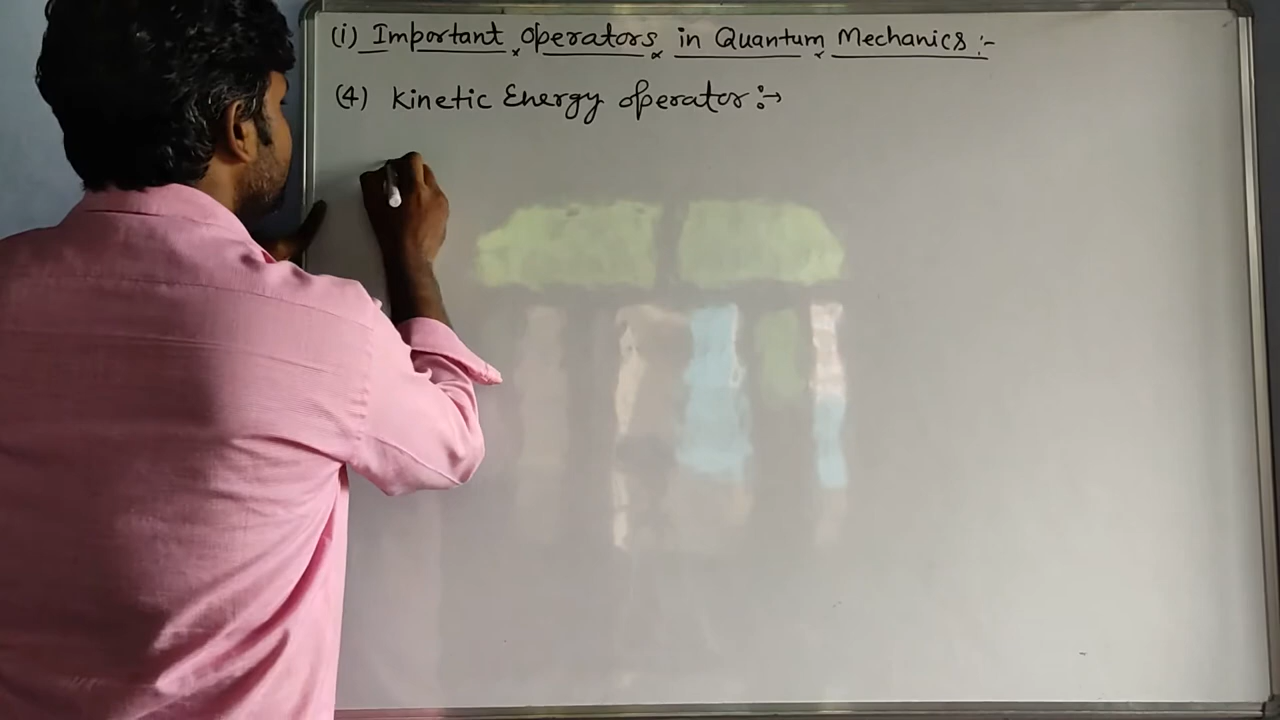 (i) Important operators in Quantum Mechanics :-
(4) Kinetic Energy operator :→